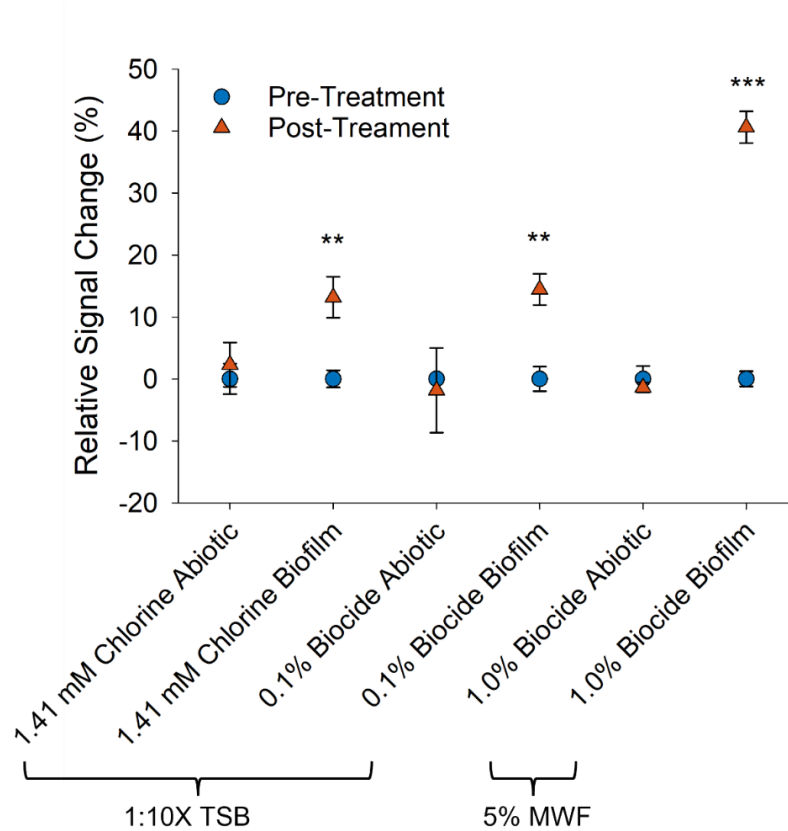 50
40
30
20
10
0
-10
-20
Relative Signal Change (%)
Pre-Treatment
Post-Treament
**
**
***
1.41 mM Chlorine Abiotic
1.41 mM Chlorine Biofilm
0.1% Biocide Abiotic
0.1% Biocide Biofilm
1.0% Biocide Abiotic
1.0% Biocide Biofilm
1:10X TSB
5% MWF